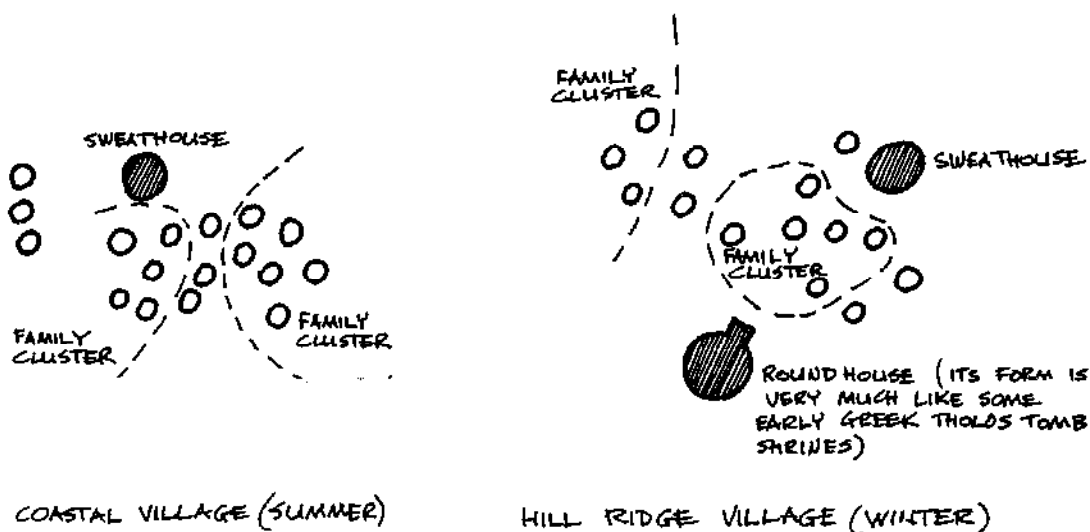 SWEATHOUSE
FAMILY
CLUSTER
FAMILY
CLUSTER
COASTAL VILLAGE (SUMMER)
FAMILY
CLUSTER
SWEATHOUSE
FAMILY
CLUSTER
ROUND HOUSE (ITS FORM IS
VERY MUCH LIKE SOME
EARLY GREEK THOLOS TOMB
SHRINES)
HILL RIDGE VILLAGE (WINTER)